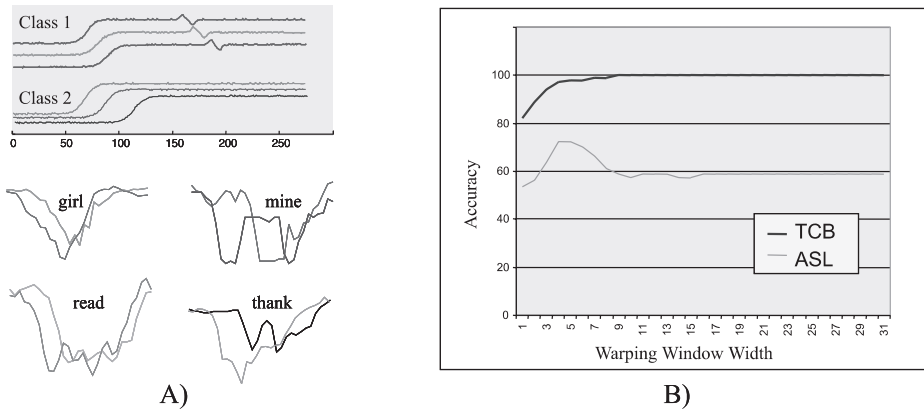 Class 1
Class 2
0 50 100 150 200 250
girl
mine
read
thank
A)
Accuracy
100
80
60
40
20
0
1 3 5 7 9 11 13 15 17 19 21 23 25 27 29 31
TCB
ASL
Warping Window Width
B)